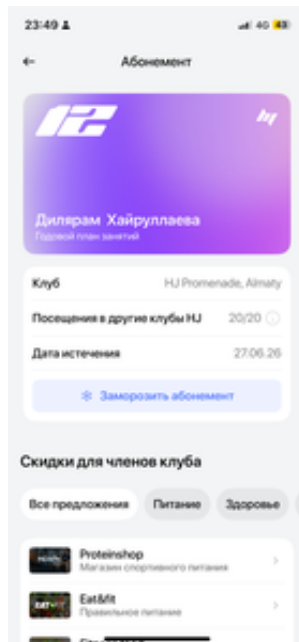 23:49
4G 43
Абонемент
12
Дилярам Хайруллаева
Годовой план занятий
Клуб HJ Promenade, Almaty
Посещения в другие клубы HJ 20/20
Дата истечения 27.06.26
Заморозить абонемент
Скидки для членов клуба
Все предложения Питание Здоровье
Proteinshop
Магазин спортивного питания
Eat&fit
Правильное питание